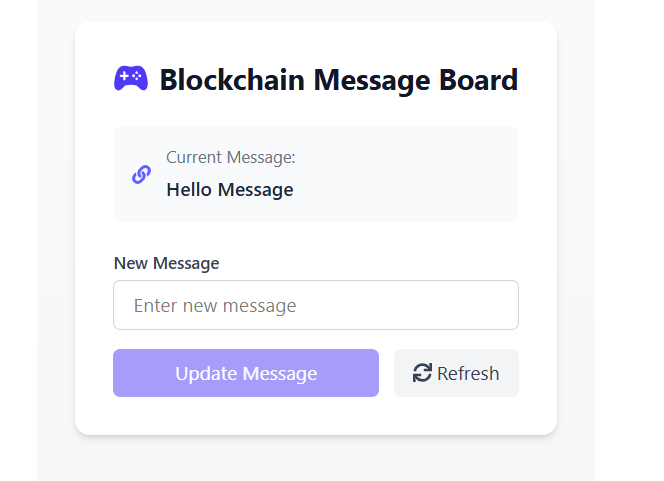 Blockchain Message Board
Current Message:
Hello Message
New Message
Enter new message
Update Message
Refresh